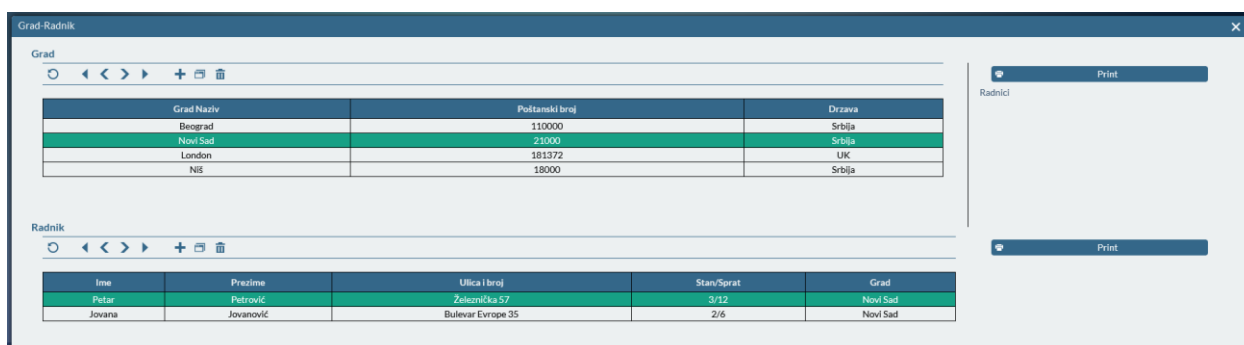 Grad-Radnik
Grad
Print
Radnici
Grad Naziv Poštanski broj Drzava
Beograd 110000 Srbija
Novi Sad 21000 Srbija
London 181372 UK
Niš 18000 Srbija
Radnik
Print
Ime Prezime Ulica i broj Stan/Sprat Grad
Petar Petrović Železnička 57 3/12 Novi Sad
Jovana Jovanović Bulevar Evrope 35 2/6 Novi Sad